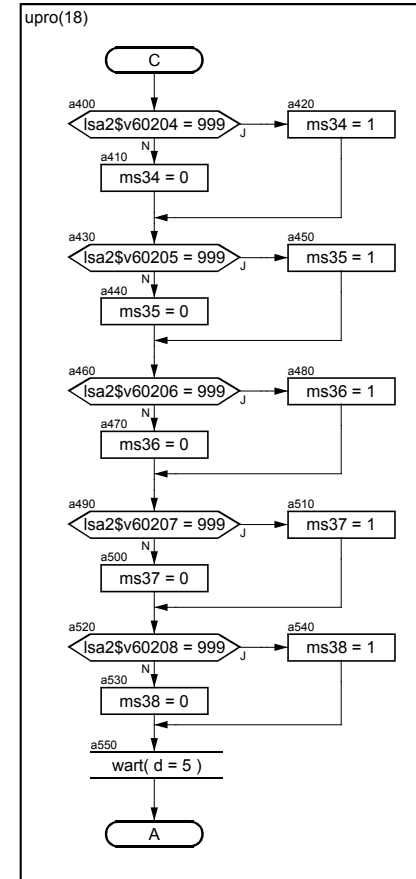 upro(18)
C
a400
lsa2$v60204 = 999
J
N
a420
ms34 = 1
a410
ms34 = 0
a430
lsa2$v60205 = 999
J
N
a450
ms35 = 1
a440
ms35 = 0
a460
lsa2$v60206 = 999
J
N
a480
ms36 = 1
a470
ms36 = 0
a490
lsa2$v60207 = 999
J
N
a510
ms37 = 1
a500
ms37 = 0
a520
lsa2$v60208 = 999
J
N
a540
ms38 = 1
a530
ms38 = 0
a550
wart( d = 5 )
A